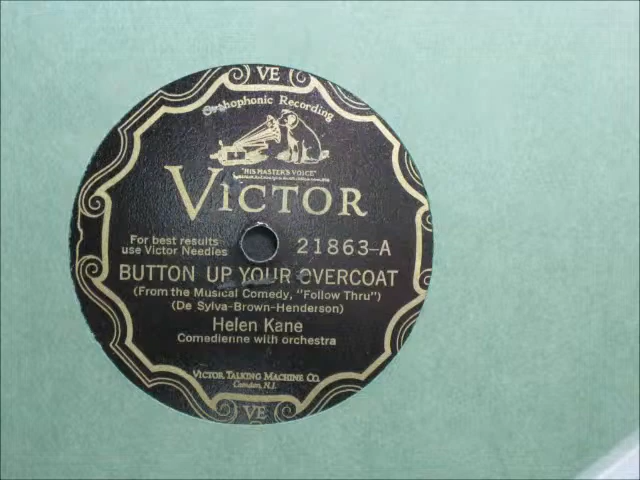 VE
Orthophonic Recording
"HIS MASTER'S VOICE"
VICTOR
For best results
use Victor Needles
21863-A
BUTTON UP YOUR OVERCOAT
(From the Musical Comedy, "Follow Thru")
(De Sylva-Brown-Henderson)
Helen Kane
Comedienne with orchestra
VICTOR TALKING MACHINE CO.
Camden, N.J.
VE